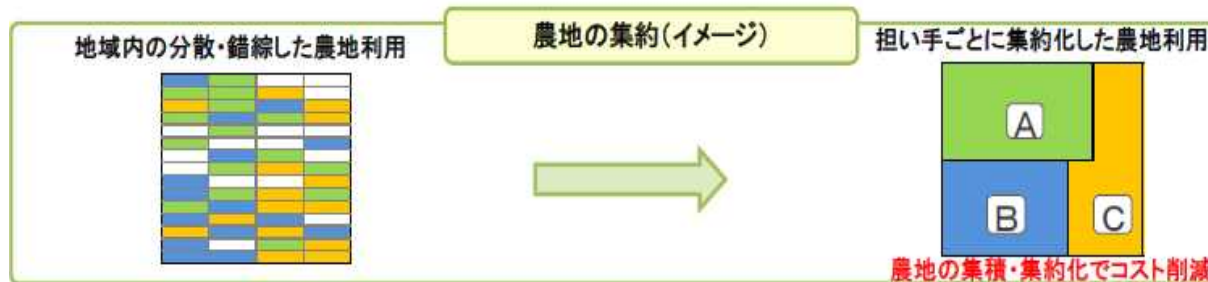 農地の集約(イメージ)
地域内の分散・錯綜した農地利用
担い手ごとに集約化した農地利用
A
B
C
農地の集積・集約化でコスト削減